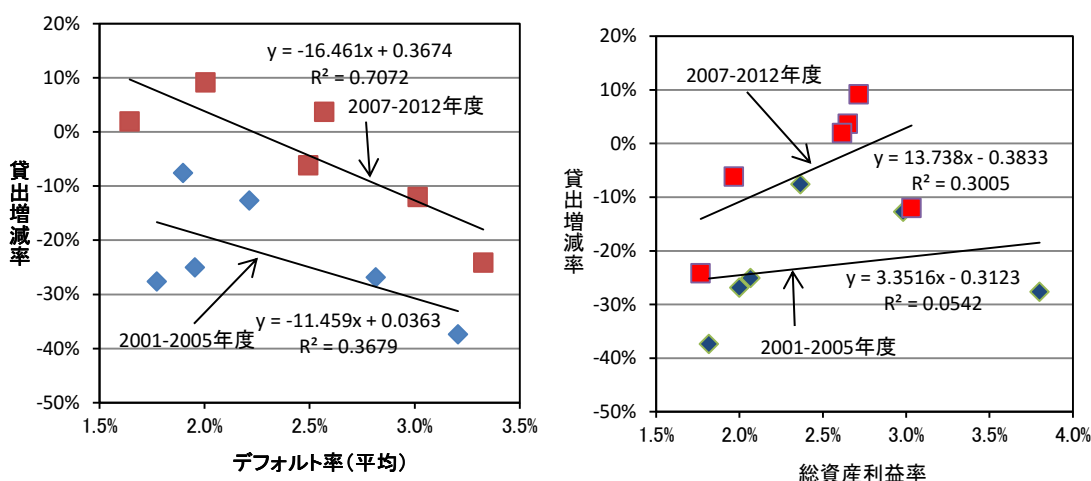 20%
10%
0%
-10%
-20%
-30%
-40%
-50%
1.5%
2.0%
2.5%
3.0%
3.5%
貸出増減率
デフォルト率(平均)
y = -16.461x + 0.3674
R² = 0.7072
2007-2012年度
y = -11.459x + 0.0363
R² = 0.3679
2001-2005年度
20%
10%
0%
-10%
-20%
-30%
-40%
-50%
1.5%
2.0%
2.5%
3.0%
3.5%
4.0%
貸出増減率
総資産利益率
2007-2012年度
y = 13.738x - 0.3833
R² = 0.3005
y = 3.3516x - 0.3123
R² = 0.0542
2001-2005年度